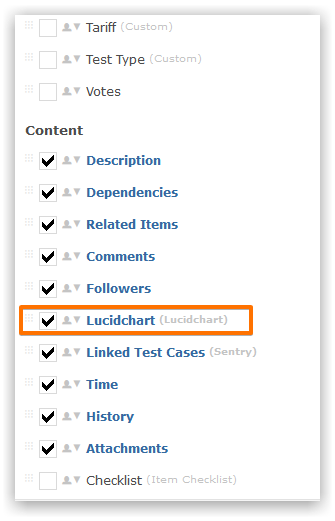 Tariff (Custom)
Test Type (Custom)
Votes
Content
Description
Dependencies
Related Items
Comments
Followers
Lucidchart (Lucidchart)
Linked Test Cases (Sentry)
Time
History
Attachments
Checklist (Item Checklist)